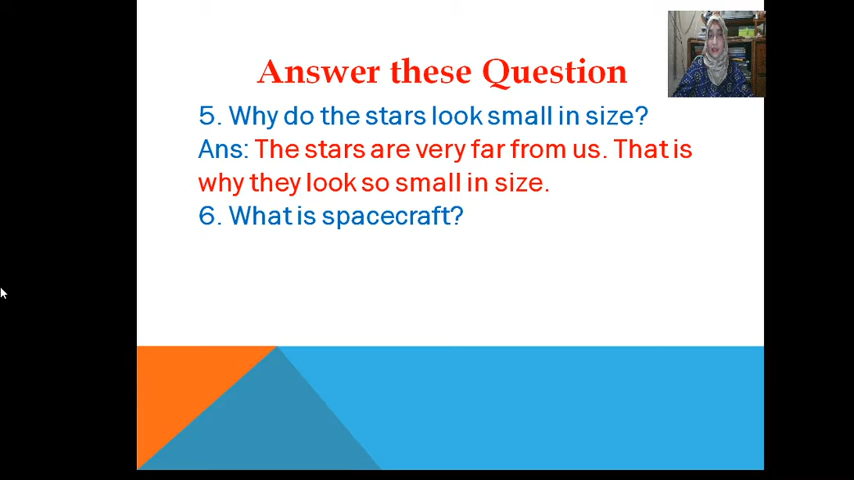 Answer these Question
5. Why do the stars look small in size?
Ans: The stars are very far from us. That is
why they look so small in size.
6. What is spacecraft?